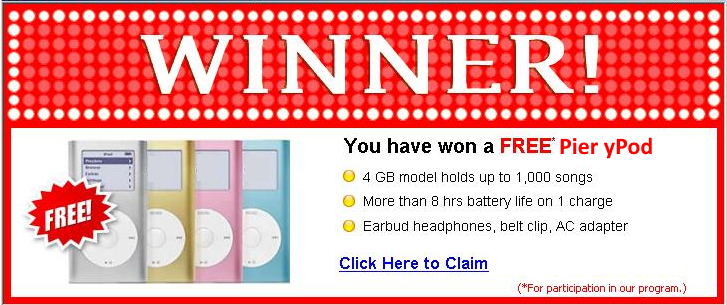 WINNER!
You have won a FREE* Pier yPod
4 GB model holds up to 1,000 songs
More than 8 hrs battery life on 1 charge
Earbud headphones, belt clip, AC adapter
FREE!
Click Here to Claim
(*For participation in our program.)